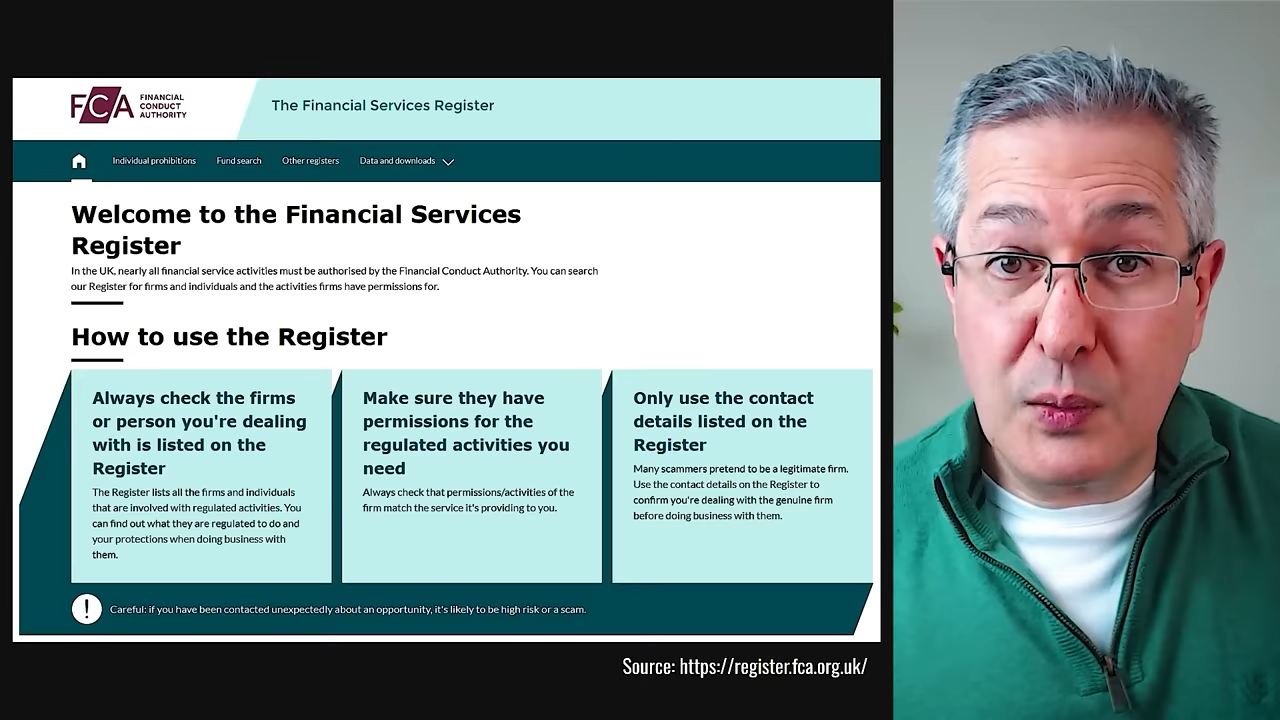 FCA FINANCIAL
CONDUCT
AUTHORITY
The Financial Services Register
Individual prohibitions Fund search Other registers Data and downloads
Welcome to the Financial Services
Register
In the UK, nearly all financial service activities must be authorised by the Financial Conduct Authority. You can search
our Register for firms and individuals and the activities firms have permissions for.
How to use the Register
Always check the firms
or person you're dealing
with is listed on the
Register
The Register lists all the firms and individuals
that are involved with regulated activities. You
can find out what they are regulated to do and
your protections when doing business with
them.
Make sure they have
permissions for the
regulated activities you
need
Always check that permissions/activities of the
firm match the service it's providing to you.
Only use the contact
details listed on the
Register
Many scammers pretend to be a legitimate firm.
Use the contact details on the Register to
confirm you're dealing with the genuine firm
before doing business with them.
! Careful: if you have been contacted unexpectedly about an opportunity, it's likely to be high risk or a scam.
Source: https://register.fca.org.uk/